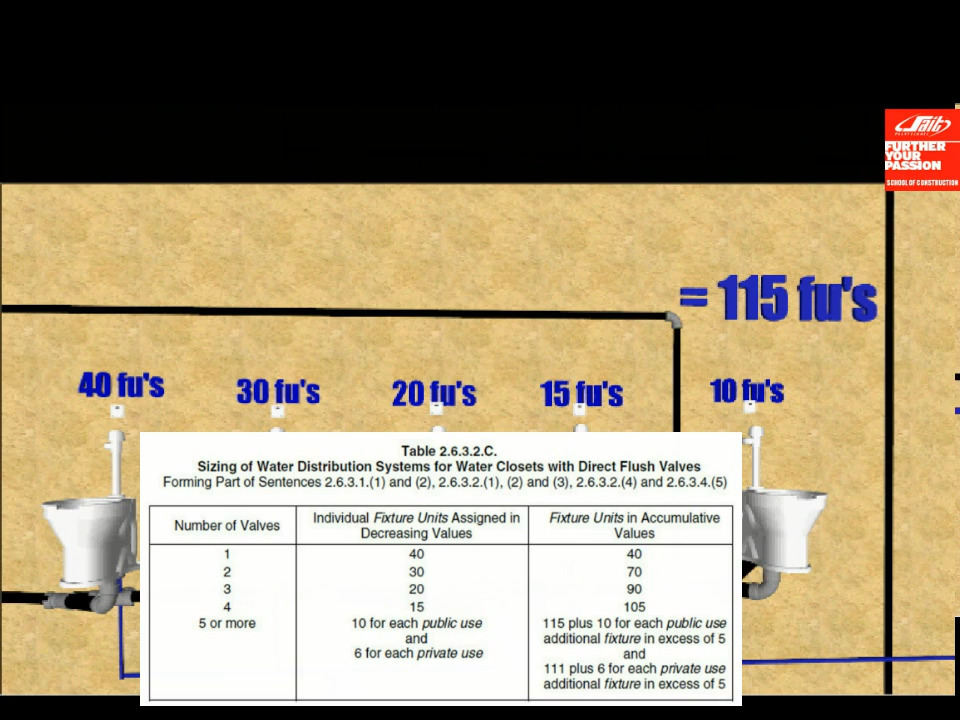 Sait
FURTHER
YOUR
PASSION
SCHOOL OF CONSTRUCTION
= 115 fu's
40 fu's
30 fu's
20 fu's
15 fu's
10 fu's
Table 2.6.3.2.C.
Sizing of Water Distribution Systems for Water Closets with Direct Flush Valves
Forming Part of Sentences 2.6.3.1.(1) and (2), 2.6.3.2.(1), (2) and (3), 2.6.3.2.(4) and 2.6.3.4.(5)
Number of Valves
Individual Fixture Units Assigned in
Decreasing Values
Fixture Units in Accumulative
Values
1 40 40
2 30 70
3 20 90
4 15 105
5 or more
10 for each public use
and
6 for each private use
115 plus 10 for each public use
additional fixture in excess of 5
and
111 plus 6 for each private use
additional fixture in excess of 5